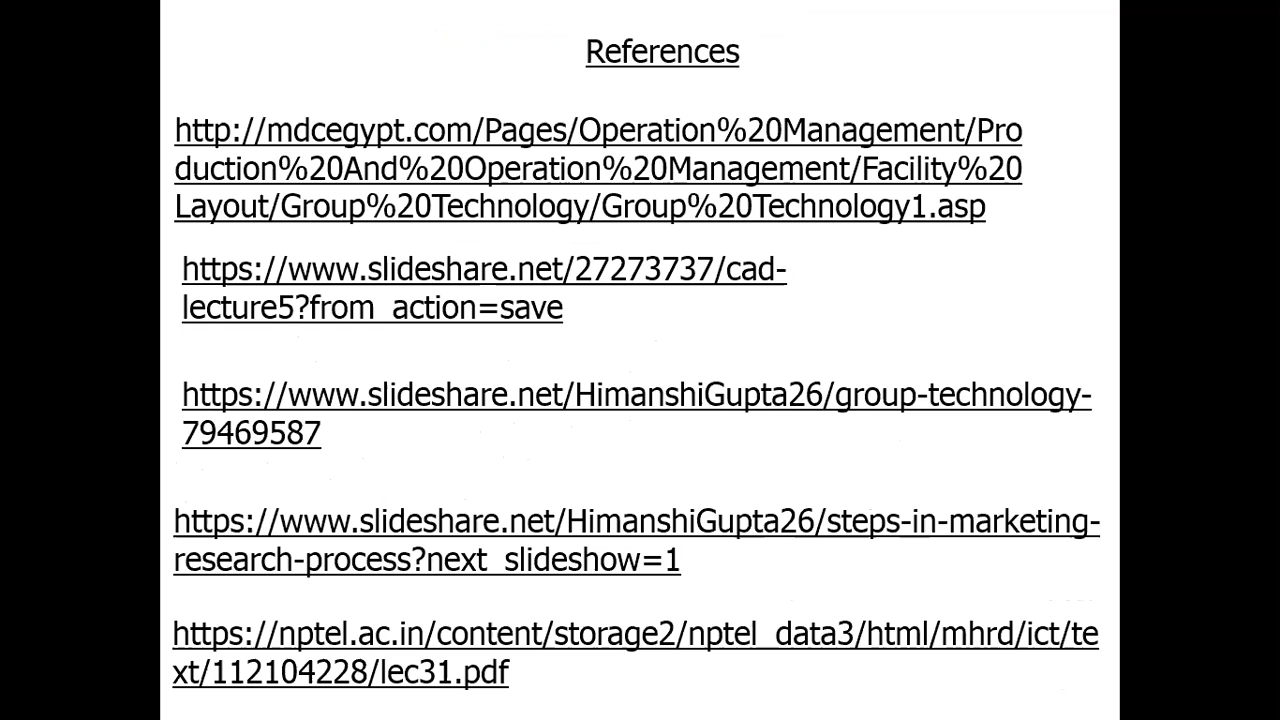 References
http://mdcegypt.com/Pages/Operation%20Management/Pro
duction%20And%20Operation%20Management/Facility%20
Layout/Group%20Technology/Group%20Technology1.asp
https://www.slideshare.net/27273737/cad-
lecture5?from_action=save
https://www.slideshare.net/HimanshiGupta26/group-technology-
79469587
https://www.slideshare.net/HimanshiGupta26/steps-in-marketing-
research-process?next_slideshow=1
https://nptel.ac.in/content/storage2/nptel_data3/html/mhrd/ict/te
xt/112104228/lec31.pdf